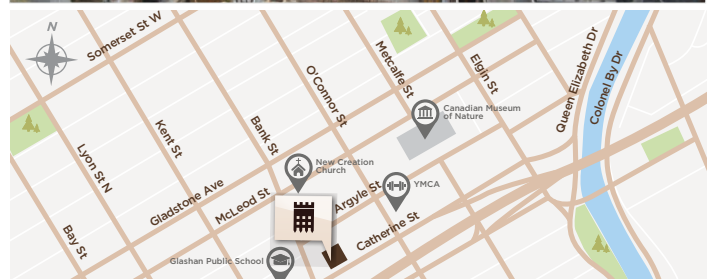 N
Somerset St W
Metcalfe St
Elgin St
Queen Elizabeth Dr
Colonel By Dr
O'Connor St
Canadian Museum
of Nature
Kent St
Bank St
Lyon St N
New Creation
Church
YMCA
Gladstone Ave
McLeod St
Argyle St
Bay St
Catherine St
Glashan Public School